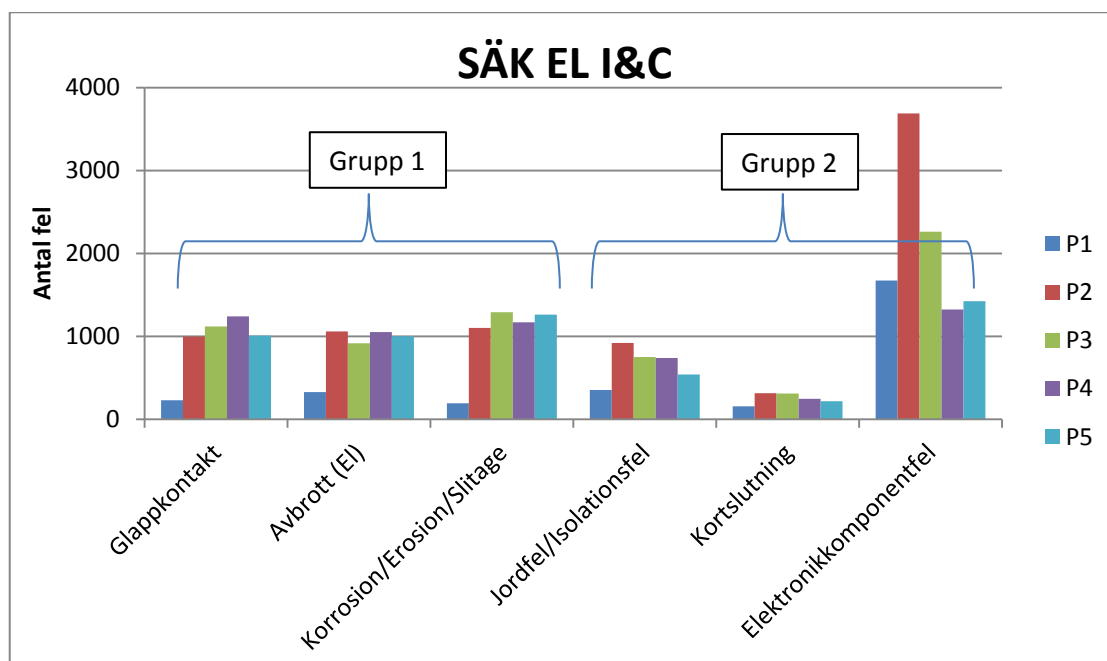 SÄK EL I&C
Antal fel
4000
3000
2000
1000
0
Grupp 1
Grupp 2
Glappkontakt
Avbrott (El)
Korrosion/Erosion/Slitage
Jordfel/Isolationsfel
Kortslutning
Elektronikkomponentfel
P1
P2
P3
P4
P5